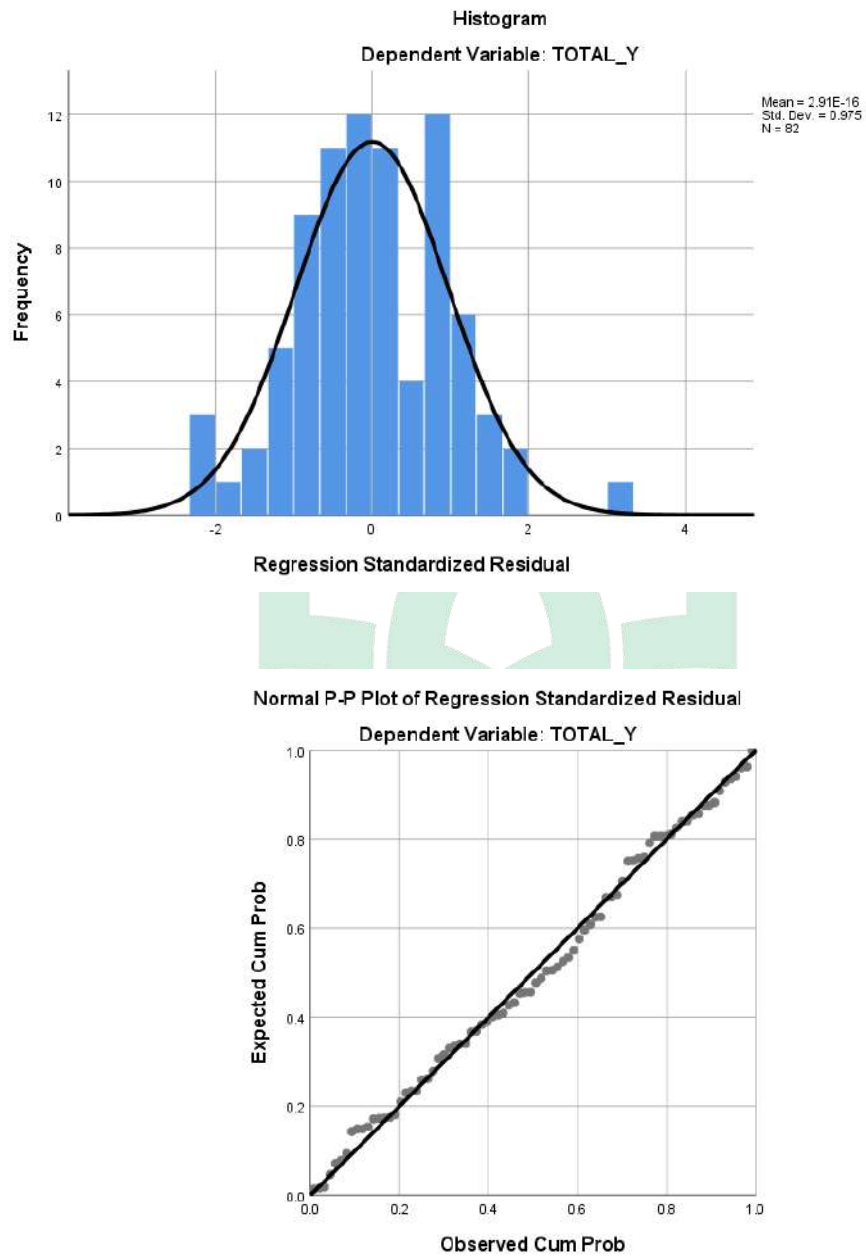 Histogram
Dependent Variable: TOTAL_Y
Mean = 2.91E-16
Std. Dev. = 0.975
N = 82
12
10
8
6
4
2
0
Frequency
-2
0
2
4
Regression Standardized Residual
Normal P-P Plot of Regression Standardized Residual
Dependent Variable: TOTAL_Y
1.0
0.8
0.6
0.4
0.2
0.0
Expected Cum Prob
0.0
0.2
0.4
0.6
0.8
1.0
Observed Cum Prob